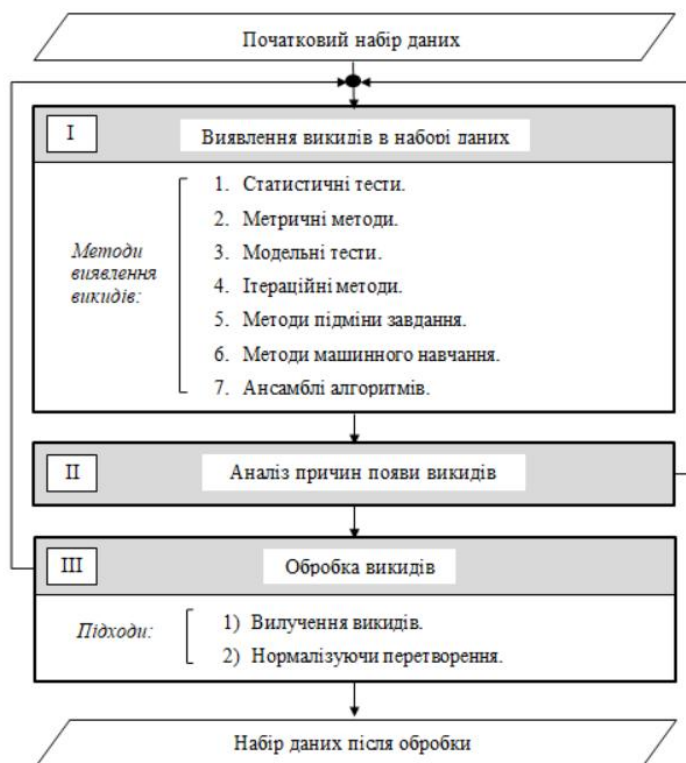 Початковий набір даних
I
Виявлення викидів в наборі даних
Методи
виявлення
викидів:
1. Статистичні тести.
2. Метричні методи.
3. Модельні тести.
4. Ітераційні методи.
5. Методи підміни завдання.
6. Методи машинного навчання.
7. Ансамблі алгоритмів.
II
Аналіз причин появи викидів
III
Обробка викидів
Підходи:
1) Вилучення викидів.
2) Нормалізуючи перетворення.
Набір даних після обробки